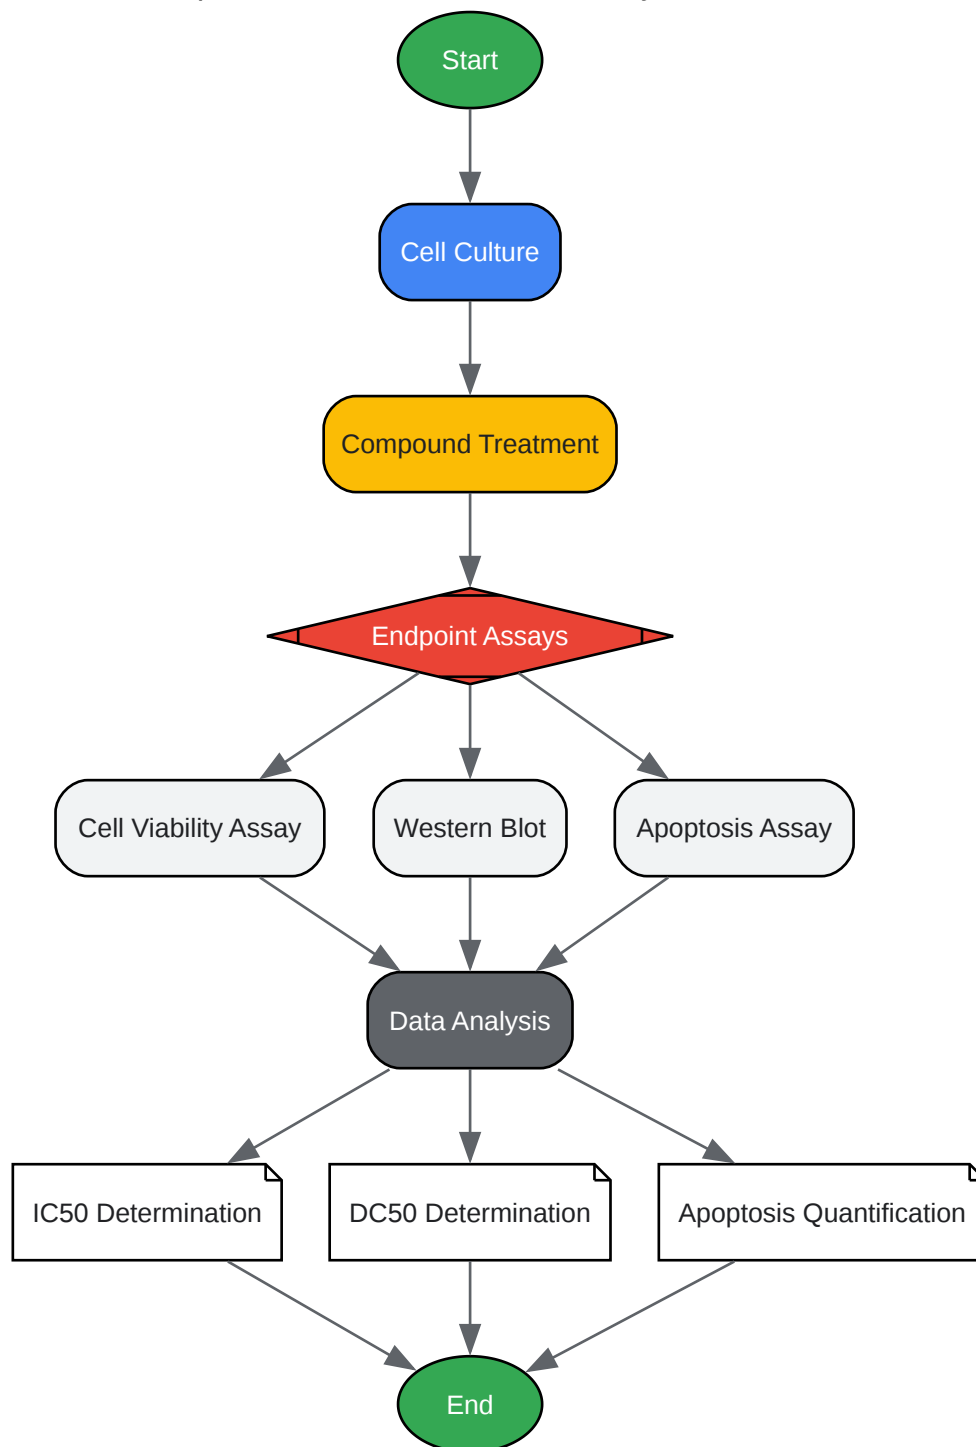 Start
Cell Culture
Compound Treatment
Endpoint Assays
Cell Viability Assay
Western Blot
Apoptosis Assay
Data Analysis
IC50 Determination
DC50 Determination
Apoptosis Quantification
End